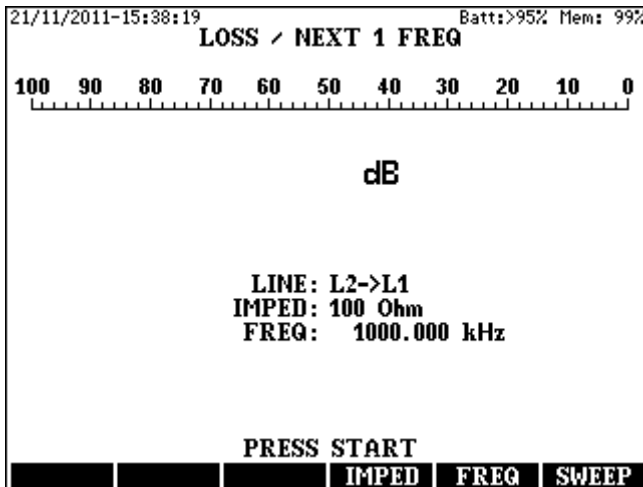 21/11/2011-15:38:19 Batt:>95% Mem: 99%
LOSS / NEXT 1 FREQ
100 90 80 70 60 50 40 30 20 10 0
dB
LINE: L2->L1
IMPED: 100 Ohm
FREQ: 1000.000 kHz
PRESS START
IMPED FREQ SWEEP